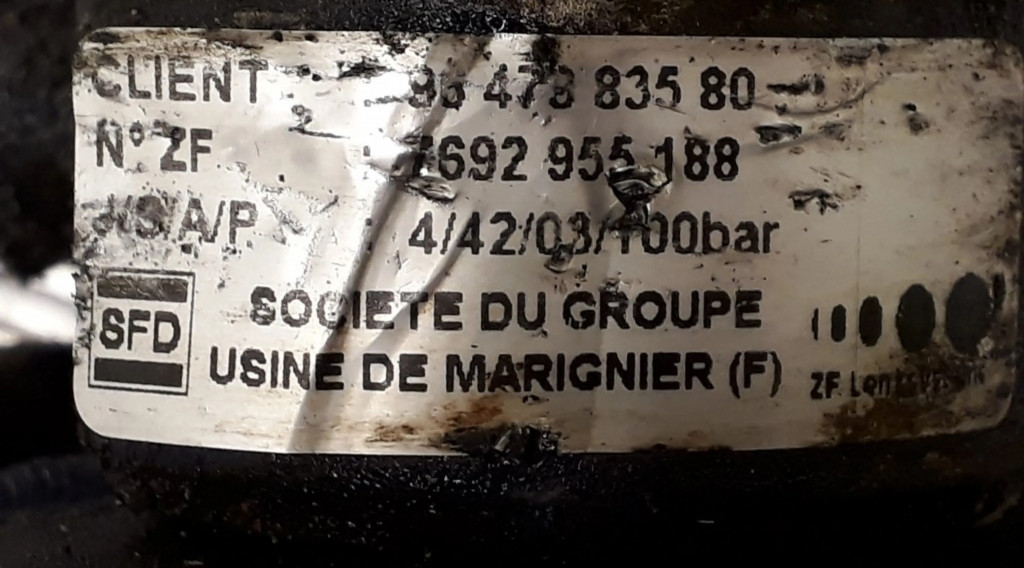 CLIENT : 96 473 835 80
N° ZF : 7692 955 188
J/S/A/P : 4/42/03/100bar
SFD
SOCIETE DU GROUPE
USINE DE MARIGNIER (F)
ZF